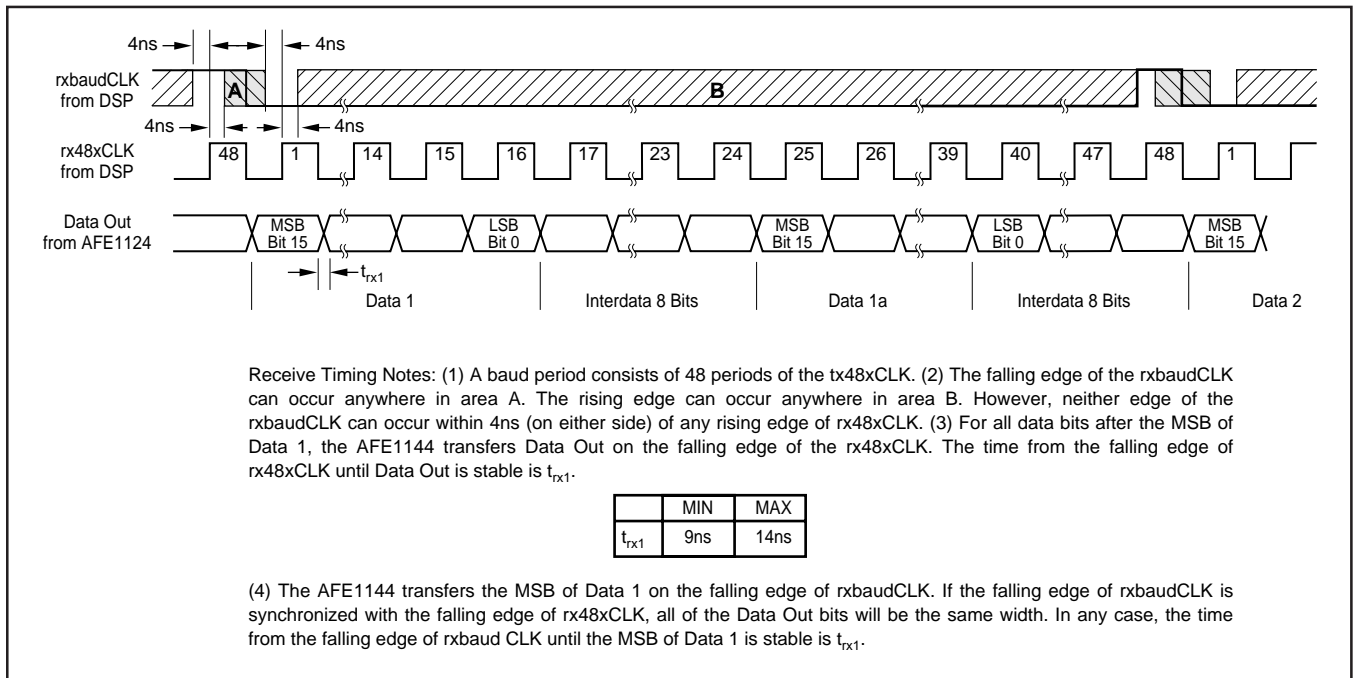 4ns 4ns
rxbaudCLK
from DSP
A B
4ns 4ns
rx48xCLK
from DSP
48 1 14 15 16 17 23 24 25 26 39 40 47 48 1
Data Out
from AFE1124
MSB
Bit 15
LSB
Bit 0
MSB
Bit 15
LSB
Bit 0
MSB
Bit 15
trx1
Data 1 Interdata 8 Bits Data 1a Interdata 8 Bits Data 2
Receive Timing Notes: (1) A baud period consists of 48 periods of the tx48xCLK. (2) The falling edge of the rxbaudCLK
can occur anywhere in area A. The rising edge can occur anywhere in area B. However, neither edge of the
rxbaudCLK can occur within 4ns (on either side) of any rising edge of rx48xCLK. (3) For all data bits after the MSB of
Data 1, the AFE1144 transfers Data Out on the falling edge of the rx48xCLK. The time from the falling edge of
rx48xCLK until Data Out is stable is trx1.
MIN MAX
trx1 9ns 14ns
(4) The AFE1144 transfers the MSB of Data 1 on the falling edge of rxbaudCLK. If the falling edge of rxbaudCLK is
synchronized with the falling edge of rx48xCLK, all of the Data Out bits will be the same width. In any case, the time
from the falling edge of rxbaud CLK until the MSB of Data 1 is stable is trx1.